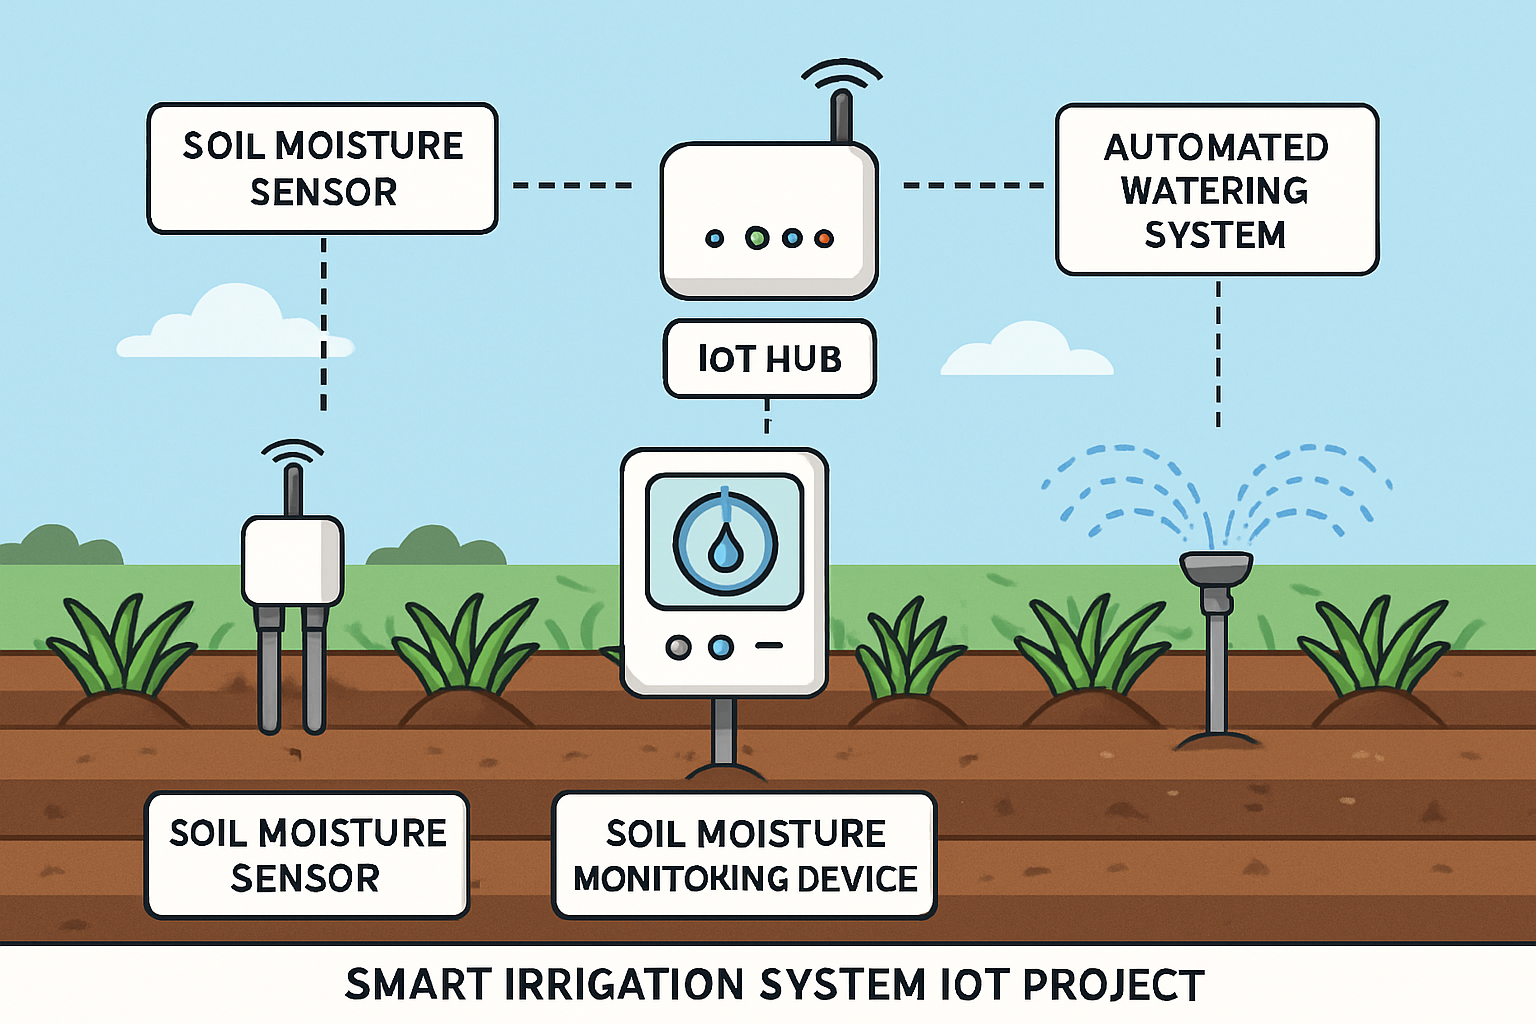 SOIL MOISTURE
SENSOR
AUTOMATED
WATERING
SYSTEM
IOT HUB
SOIL MOISTURE
SENSOR
SOIL MOISTURE
MONITOKING DEVICE
SMART IRRIGATION SYSTEM IOT PROJECT